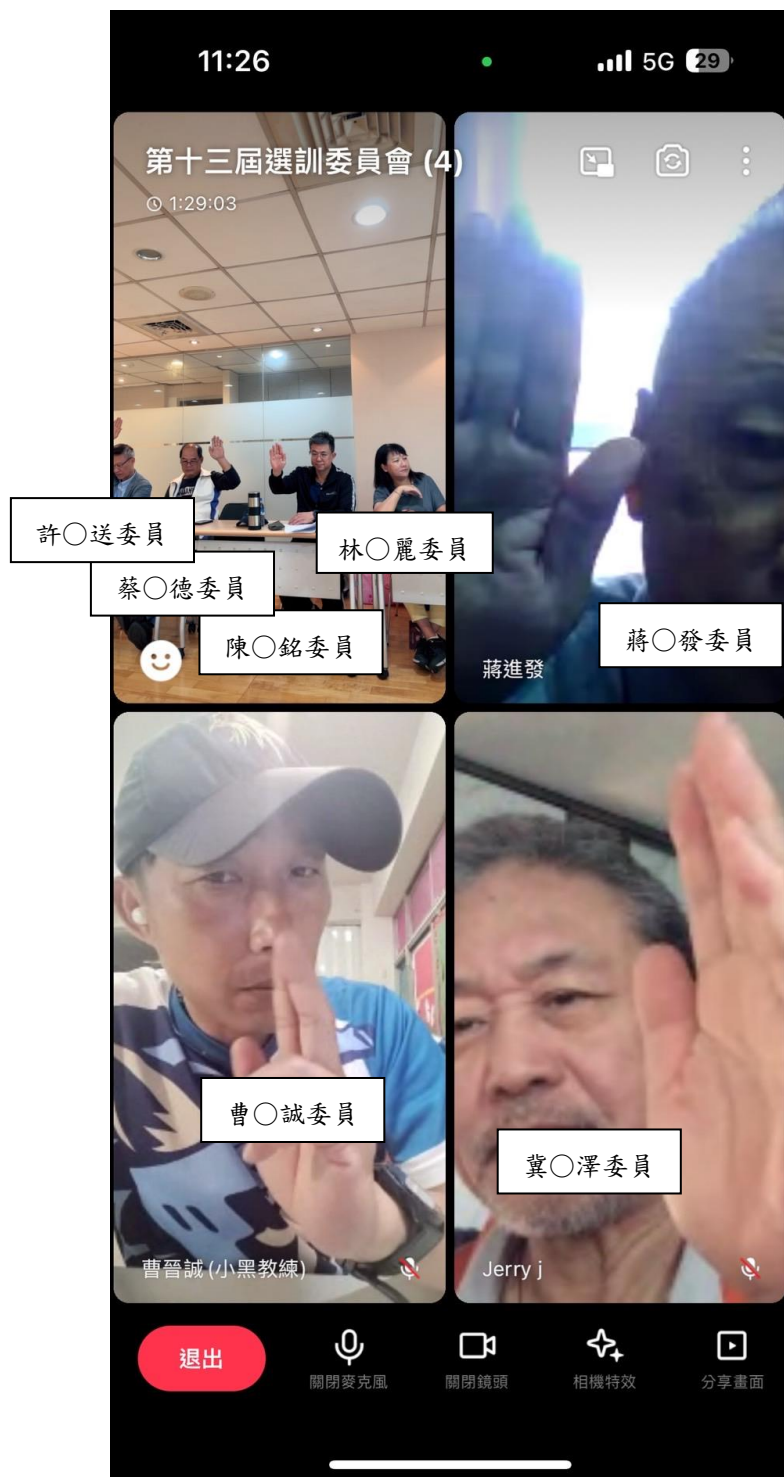 11:26
5G 29
第十三屆選訓委員會 (4)
1:29:03
許○送委員
林○麗委員
蔡○德委員
陳○銘委員
蔣○發委員
蔣進發
曹○誠委員
冀○澤委員
曹晉誠(小黑教練)
Jerry j
退出
關閉麥克風
關閉鏡頭
相機特效
分享畫面